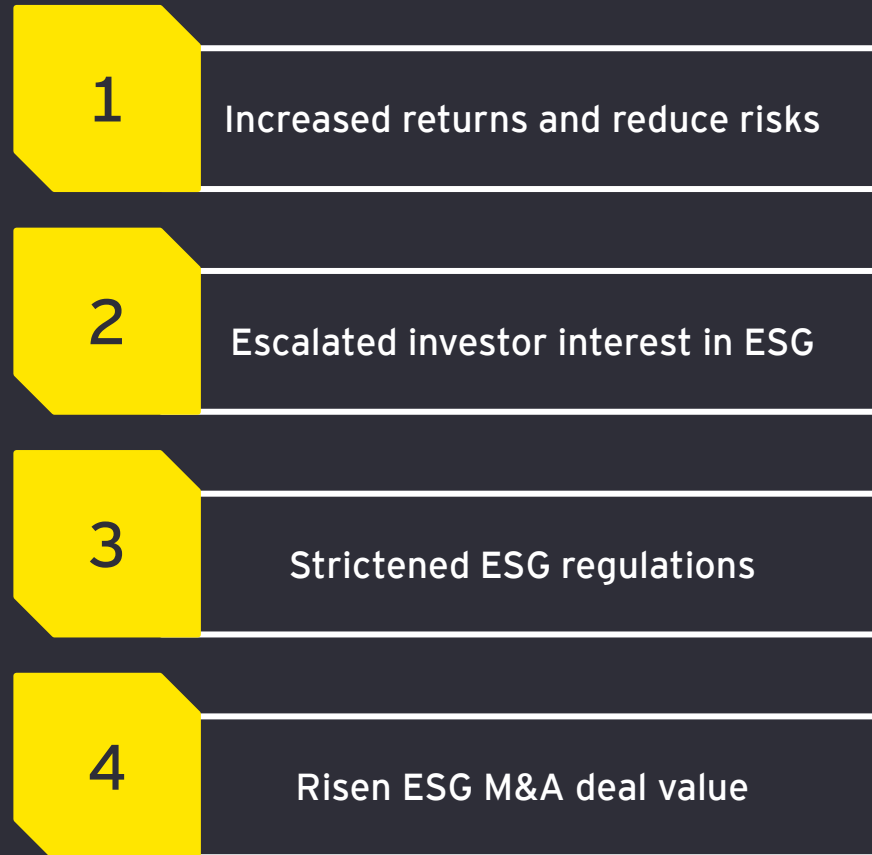 1
Increased returns and reduce risks
2
Escalated investor interest in ESG
3
Strictened ESG regulations
4
Risen ESG M&A deal value